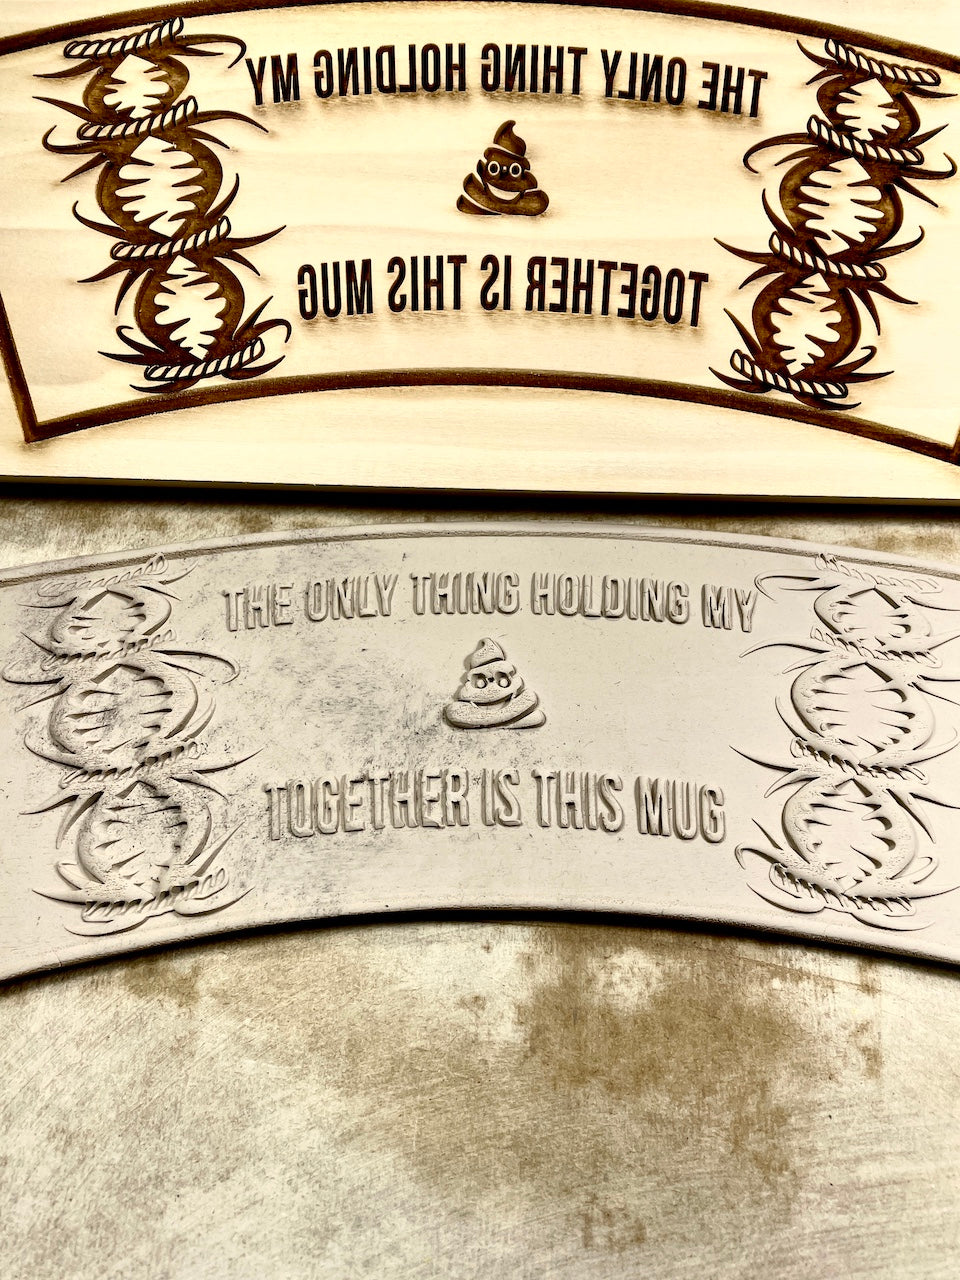 THE ONLY THING HOLDING MY
TOGETHER IS THIS MUG
THE ONLY THING HOLDING MY
TOGETHER IS THIS MUG